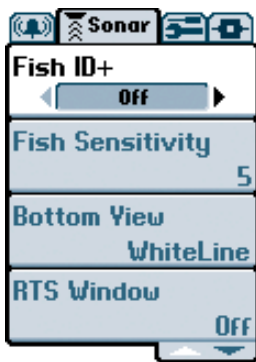 Sonar
Fish ID+
Off
Fish Sensitivity
5
Bottom View
WhiteLine
RTS Window
Off